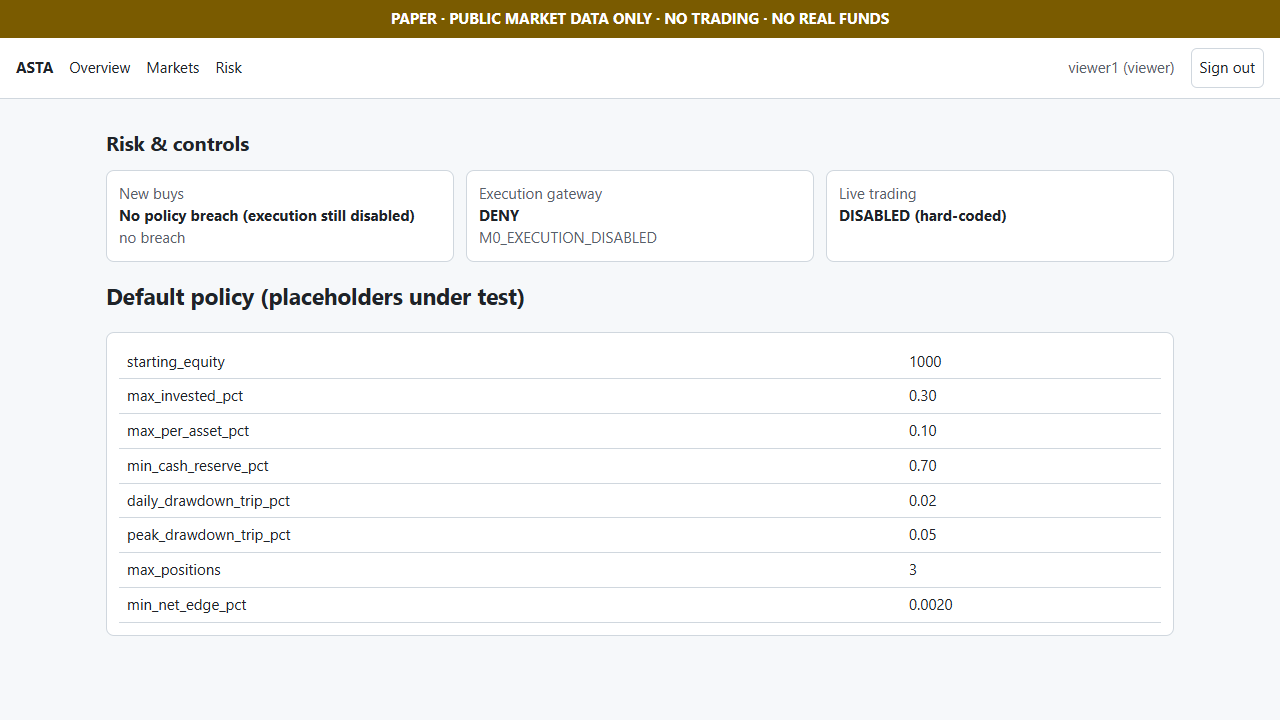 PAPER · PUBLIC MARKET DATA ONLY · NO TRADING · NO REAL FUNDS
ASTA Overview Markets Risk viewer1 (viewer) Sign out
Risk & controls
New buys
No policy breach (execution still disabled)
no breach
Execution gateway
DENY
M0_EXECUTION_DISABLED
Live trading
DISABLED (hard-coded)
Default policy (placeholders under test)
starting_equity 1000
max_invested_pct 0.30
max_per_asset_pct 0.10
min_cash_reserve_pct 0.70
daily_drawdown_trip_pct 0.02
peak_drawdown_trip_pct 0.05
max_positions 3
min_net_edge_pct 0.0020